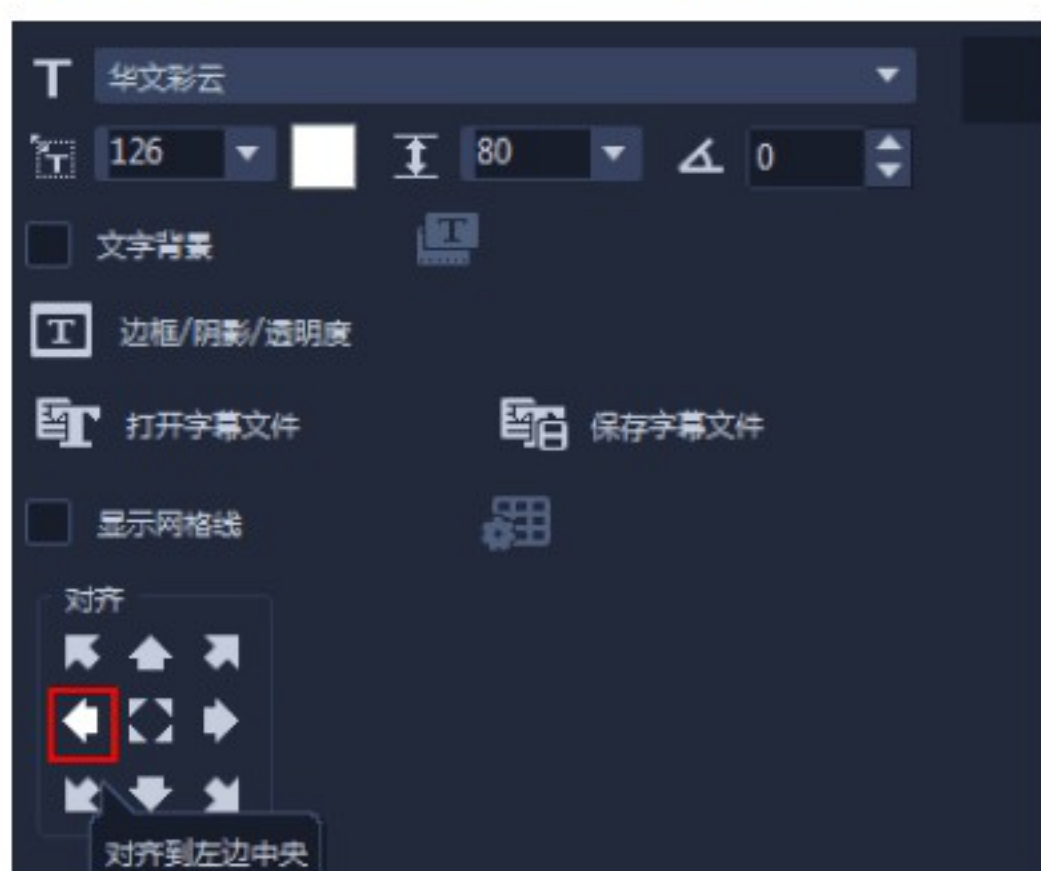 华文彩云
126 80 0
文字背景
边框/阴影/透明度
打开字幕文件 保存字幕文件
显示网格线
对齐
对齐到左边中央